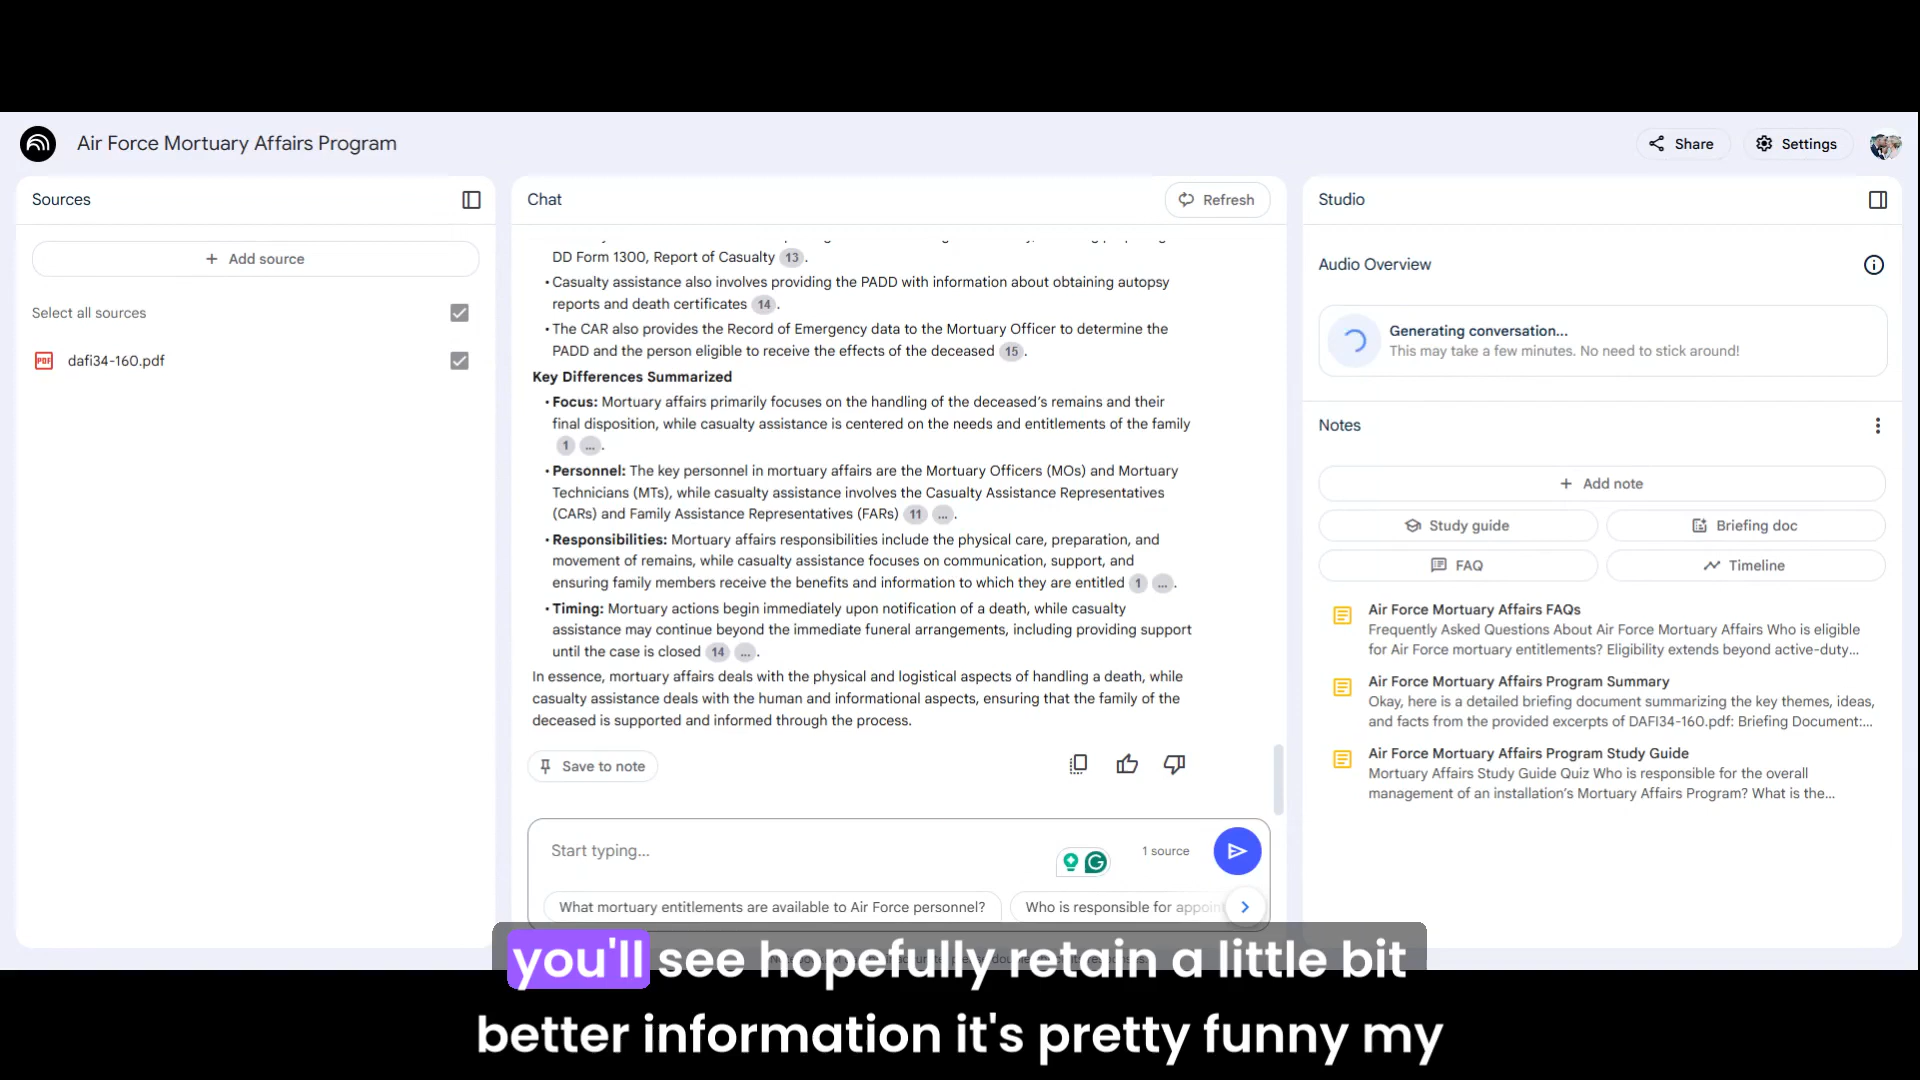 Air Force Mortuary Affairs Program
Share
Settings
Sources
Add source
Select all sources
PDF
dafi34-160.pdf
Chat
Refresh
DD Form 1300, Report of Casualty 13 .
• Casualty assistance also involves providing the PADD with information about obtaining autopsy
reports and death certificates 14 .
• The CAR also provides the Record of Emergency data to the Mortuary Officer to determine the
PADD and the person eligible to receive the effects of the deceased 15 .
Key Differences Summarized
• Focus: Mortuary affairs primarily focuses on the handling of the deceased's remains and their
final disposition, while casualty assistance is centered on the needs and entitlements of the family
1 ... .
• Personnel: The key personnel in mortuary affairs are the Mortuary Officers (MOs) and Mortuary
Technicians (MTs), while casualty assistance involves the Casualty Assistance Representatives
(CARs) and Family Assistance Representatives (FARs) 11 ... .
• Responsibilities: Mortuary affairs responsibilities include the physical care, preparation, and
movement of remains, while casualty assistance focuses on communication, support, and
ensuring family members receive the benefits and information to which they are entitled 1 ... .
• Timing: Mortuary actions begin immediately upon notification of a death, while casualty
assistance may continue beyond the immediate funeral arrangements, including providing support
until the case is closed 14 ... .
In essence, mortuary affairs deals with the physical and logistical aspects of handling a death, while
casualty assistance deals with the human and informational aspects, ensuring that the family of the
deceased is supported and informed through the process.
Save to note
Start typing...
1 source
What mortuary entitlements are available to Air Force personnel?
Who is responsible for appoin
Studio
Audio Overview
Generating conversation...
This may take a few minutes. No need to stick around!
Notes
Add note
Study guide
Briefing doc
FAQ
Timeline
Air Force Mortuary Affairs FAQs
Frequently Asked Questions About Air Force Mortuary Affairs Who is eligible
for Air Force mortuary entitlements? Eligibility extends beyond active-duty...
Air Force Mortuary Affairs Program Summary
Okay, here is a detailed briefing document summarizing the key themes, ideas,
and facts from the provided excerpts of DAFI34-160.pdf: Briefing Document:...
Air Force Mortuary Affairs Program Study Guide
Mortuary Affairs Study Guide Quiz Who is responsible for the overall
management of an installation's Mortuary Affairs Program? What is the...
you'll see hopefully retain a little bit
better information it's pretty funny my